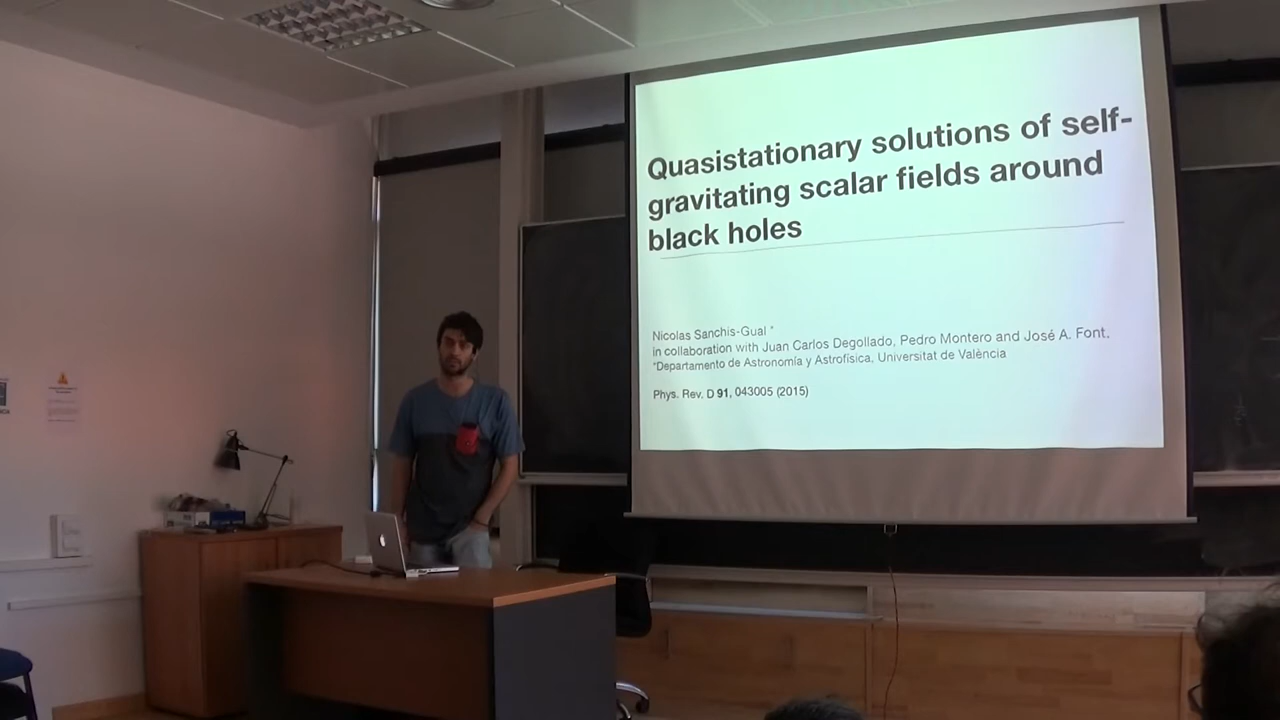 Quasistationary solutions of self-
gravitating scalar fields around
black holes
Nicolas Sanchis-Gual *
in collaboration with Juan Carlos Degollado, Pedro Montero and José A. Font.
*Departamento de Astronomía y Astrofísica, Universitat de València
Phys. Rev. D 91, 043005 (2015)